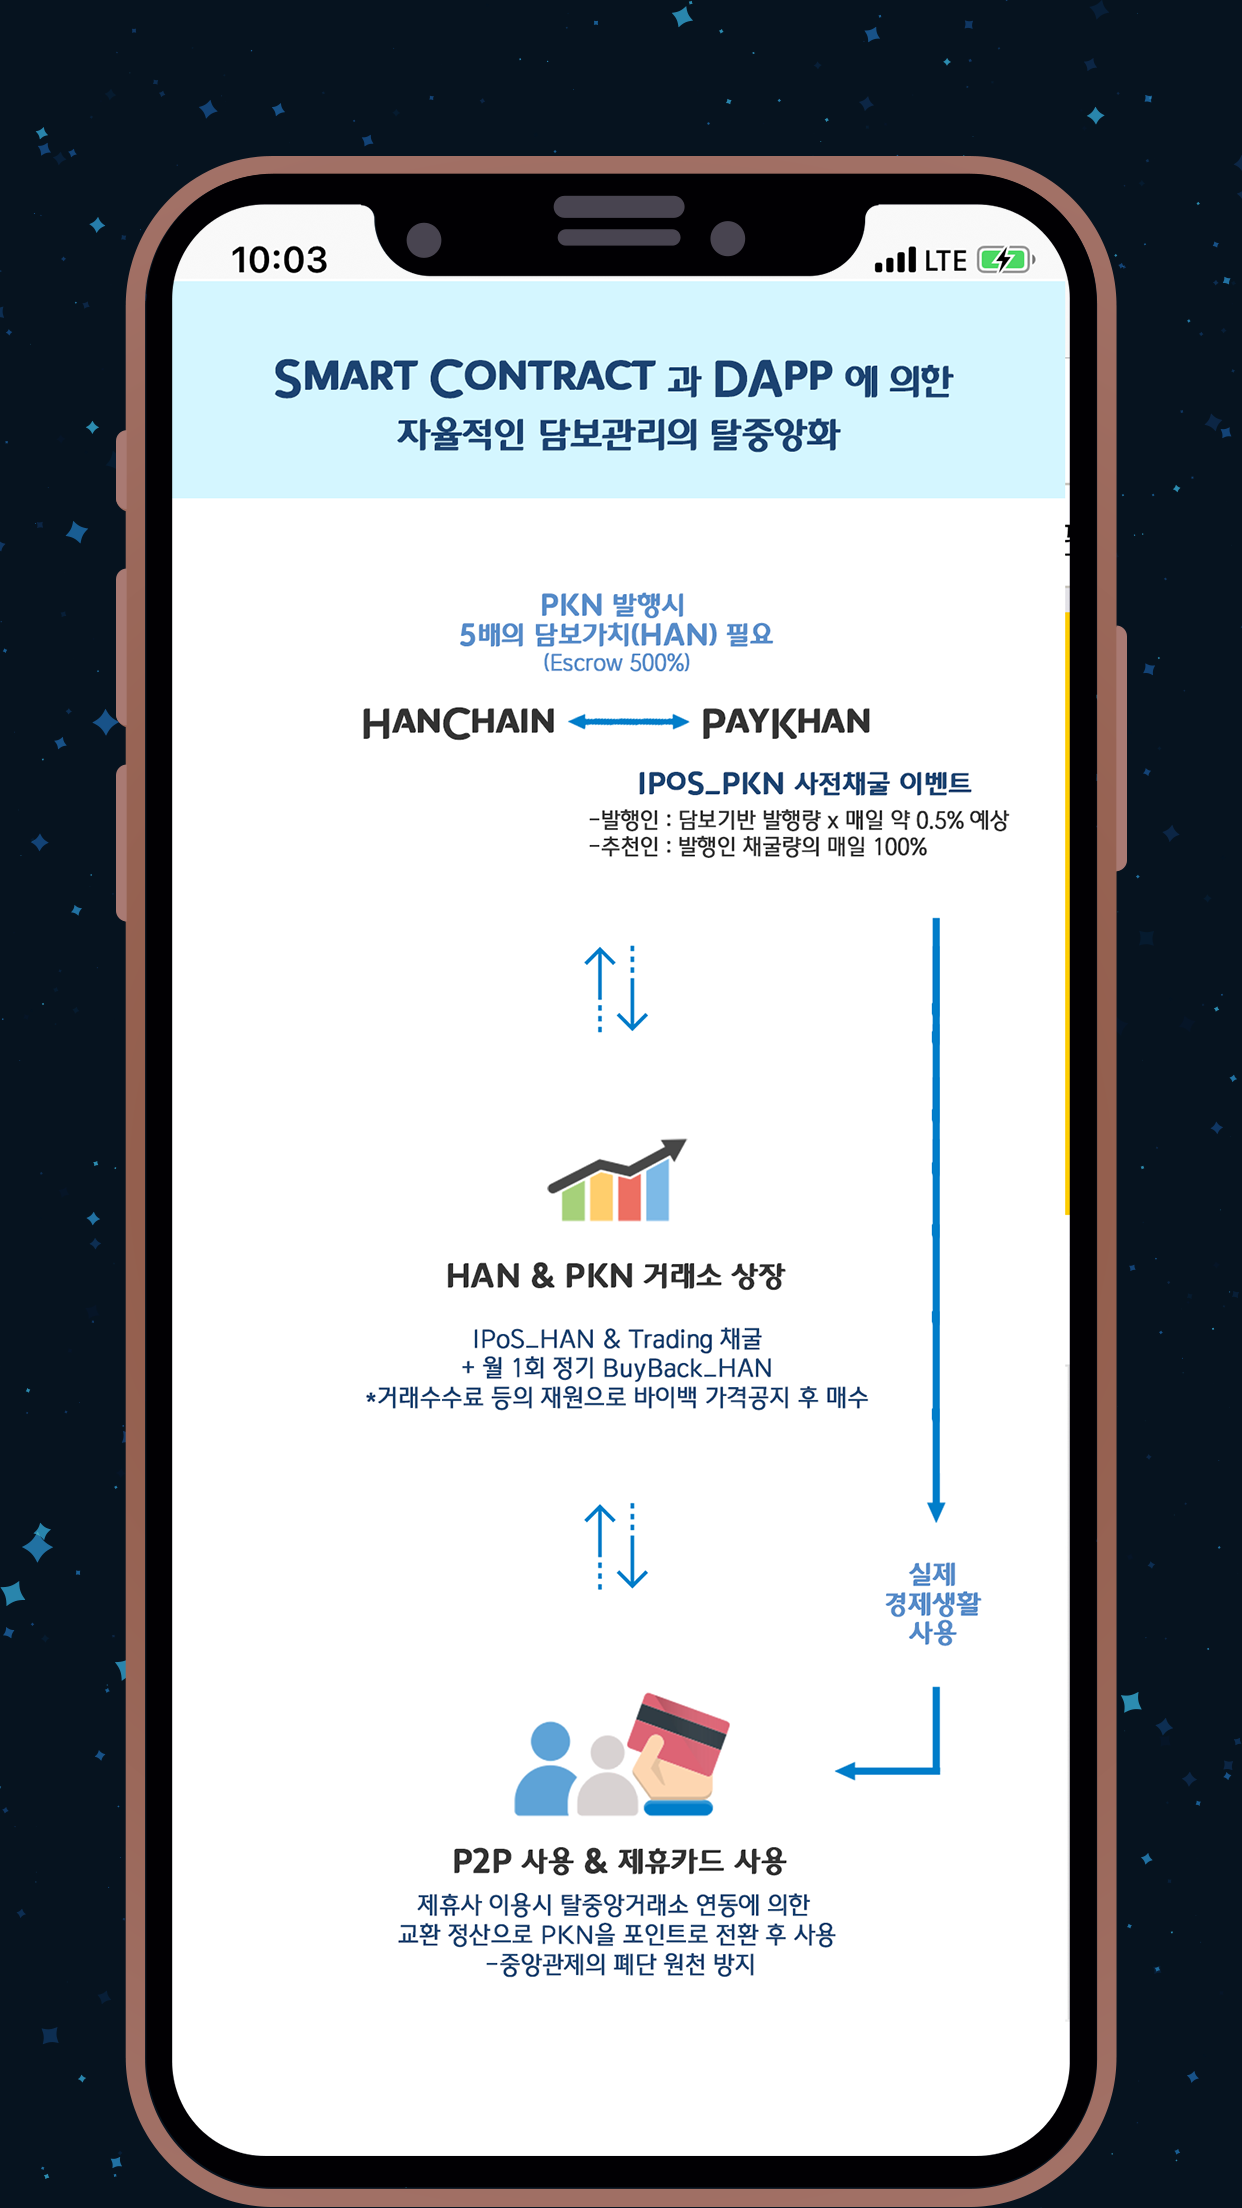 10:03
LTE
SMART CONTRACT 과 DAPP 에 의한
자율적인 담보관리의 탈중앙화
PKN 발행시
5배의 담보가치(HAN) 필요
(Escrow 500%)
HANCHAIN PAYKHAN
IPOS_PKN 사전채굴 이벤트
-발행인 : 담보기반 발행량 x 매일 약 0.5% 예상
-추천인 : 발행인 채굴량의 매일 100%
HAN & PKN 거래소 상장
IPoS_HAN & Trading 채굴
+ 월 1회 정기 BuyBack_HAN
*거래수수료 등의 재원으로 바이백 가격공지 후 매수
실제
경제생활
사용
P2P 사용 & 제휴카드 사용
제휴사 이용시 탈중앙거래소 연동에 의한
교환 정산으로 PKN을 포인트로 전환 후 사용
-중앙관제의 폐단 원천 방지